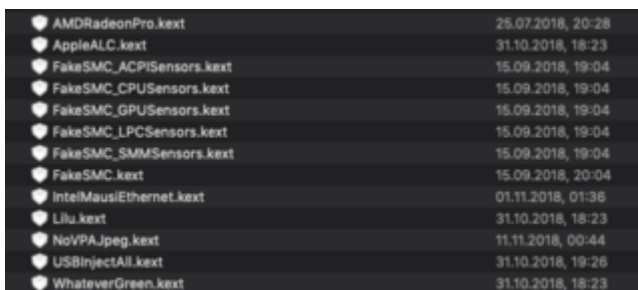 AMDRadeonPro.kext 25.07.2018, 20:28
AppleALC.kext 31.10.2018, 18:23
FakeSMC_ACPISensors.kext 15.09.2018, 19:04
FakeSMC_CPUSensors.kext 15.09.2018, 19:04
FakeSMC_GPUSensors.kext 15.09.2018, 19:04
FakeSMC_LPCSensors.kext 15.09.2018, 19:04
FakeSMC_SMMSensors.kext 15.09.2018, 19:04
FakeSMC.kext 15.09.2018, 20:04
IntelMausiEthernet.kext 01.11.2018, 01:36
Lilu.kext 31.10.2018, 18:23
NoVPAJpeg.kext 11.11.2018, 00:44
USBInjectAll.kext 31.10.2018, 19:26
WhateverGreen.kext 31.10.2018, 18:23